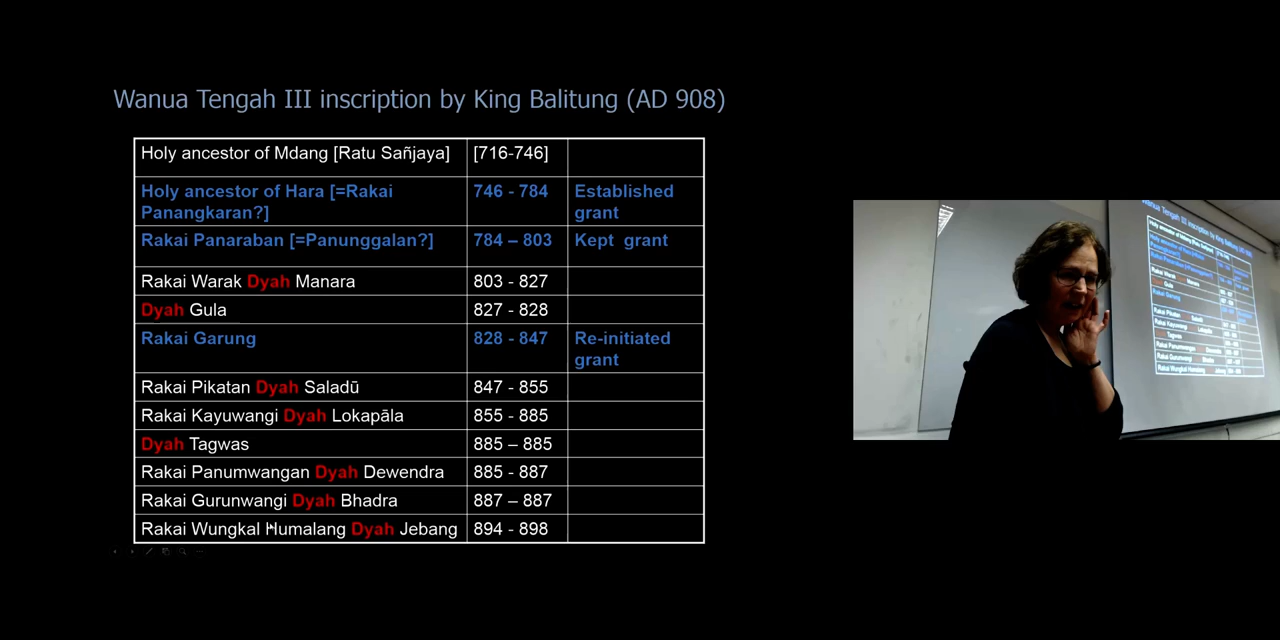 Wanua Tengah III inscription by King Balitung (AD 908)
Holy ancestor of Mdang [Ratu Sañjaya] [716-746]
Holy ancestor of Hara [=Rakai Panangkaran?] 746 - 784 Established grant
Rakai Panaraban [=Panunggalan?] 784 – 803 Kept grant
Rakai Warak Dyah Manara 803 - 827
Dyah Gula 827 - 828
Rakai Garung 828 - 847 Re-initiated grant
Rakai Pikatan Dyah Saladū 847 - 855
Rakai Kayuwangi Dyah Lokapāla 855 - 885
Dyah Tagwas 885 – 885
Rakai Panumwangan Dyah Dewendra 885 - 887
Rakai Gurunwangi Dyah Bhadra 887 – 887
Rakai Wungkal Humalang Dyah Jebang 894 - 898